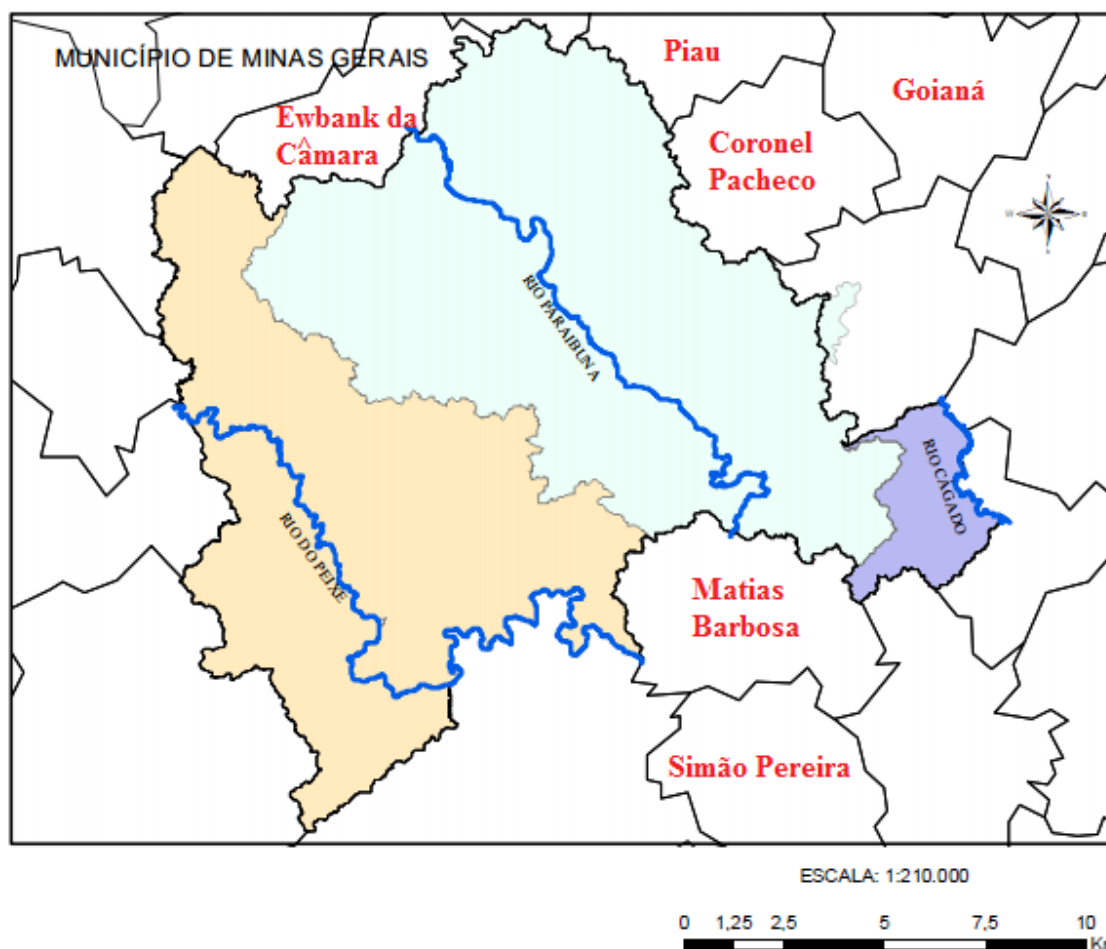 MUNICÍPIO DE MINAS GERAIS
Piau
Goianá
Ewbank da
Câmara
Coronel
Pacheco
N
W
E
S
RIO PARAIBUNA
RIO CAGADO
RIO DO PEIXE
Matias
Barbosa
Simão Pereira
ESCALA: 1:210.000
0 1,25 2,5 5 7,5 10